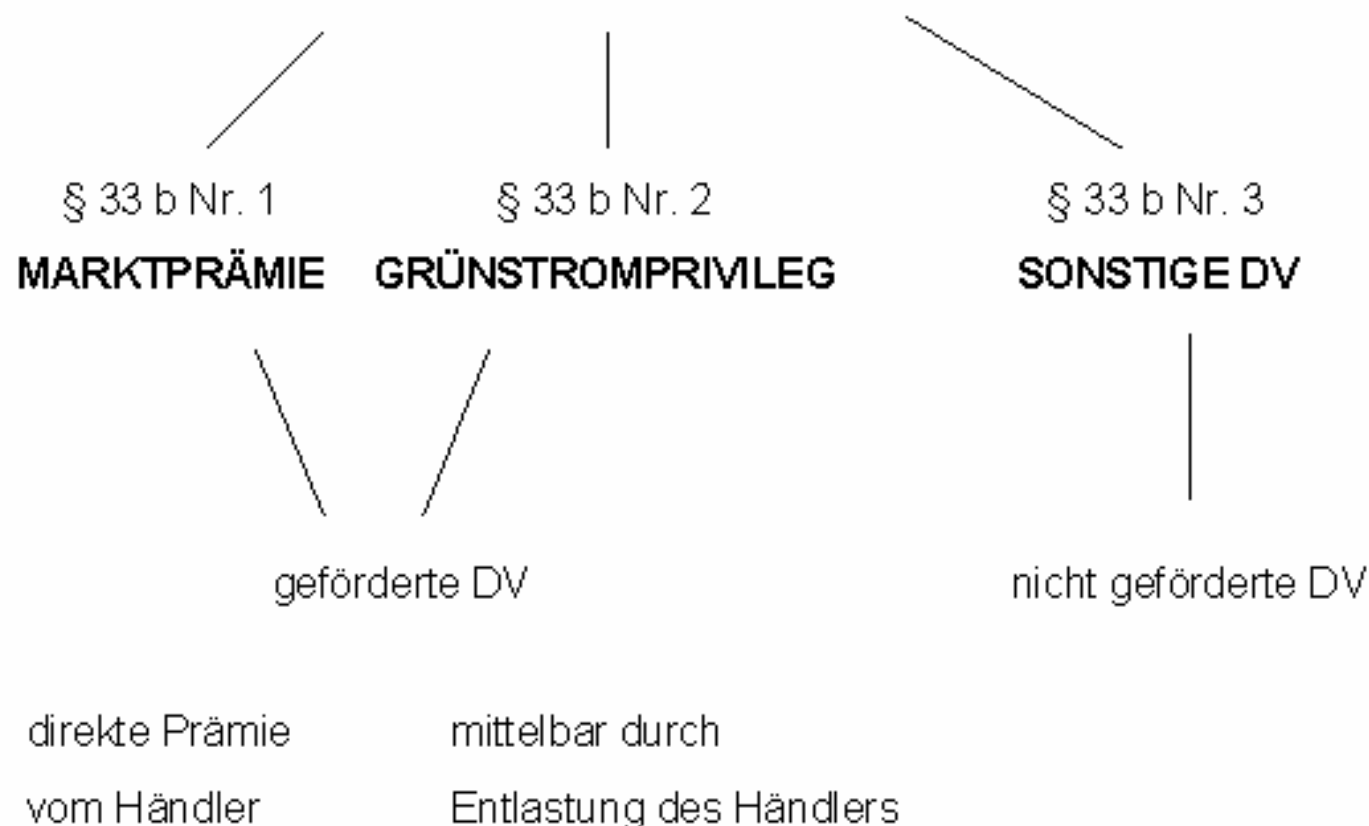 § 33 b Nr. 1 § 33 b Nr. 2 § 33 b Nr. 3
MARKTPRÄMIE GRÜNSTROMPRIVILEG SONSTIGE DV
geförderte DV nicht geförderte DV
direkte Prämie mittelbar durch
vom Händler Entlastung des Händlers